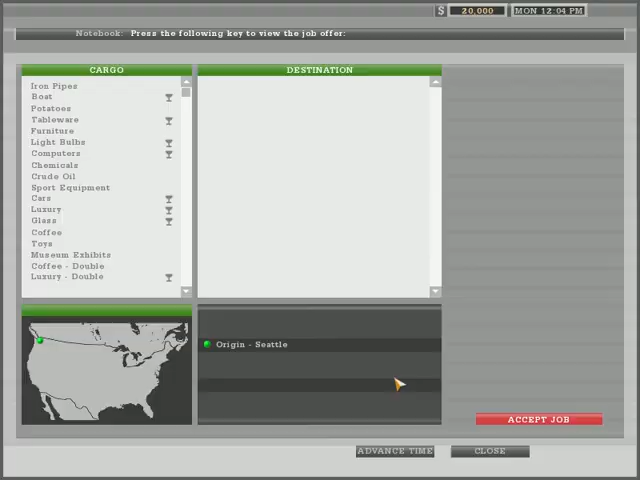 $ 20,000 MON 12:04 PM
Notebook: Press the following key to view the job offer:
CARGO
DESTINATION
Iron Pipes
Boat
Potatoes
Tableware
Furniture
Light Bulbs
Computers
Chemicals
Crude Oil
Sport Equipment
Cars
Luxury
Glass
Coffee
Toys
Museum Exhibits
Coffee - Double
Luxury - Double
Origin - Seattle
ACCEPT JOB
ADVANCE TIME
CLOSE